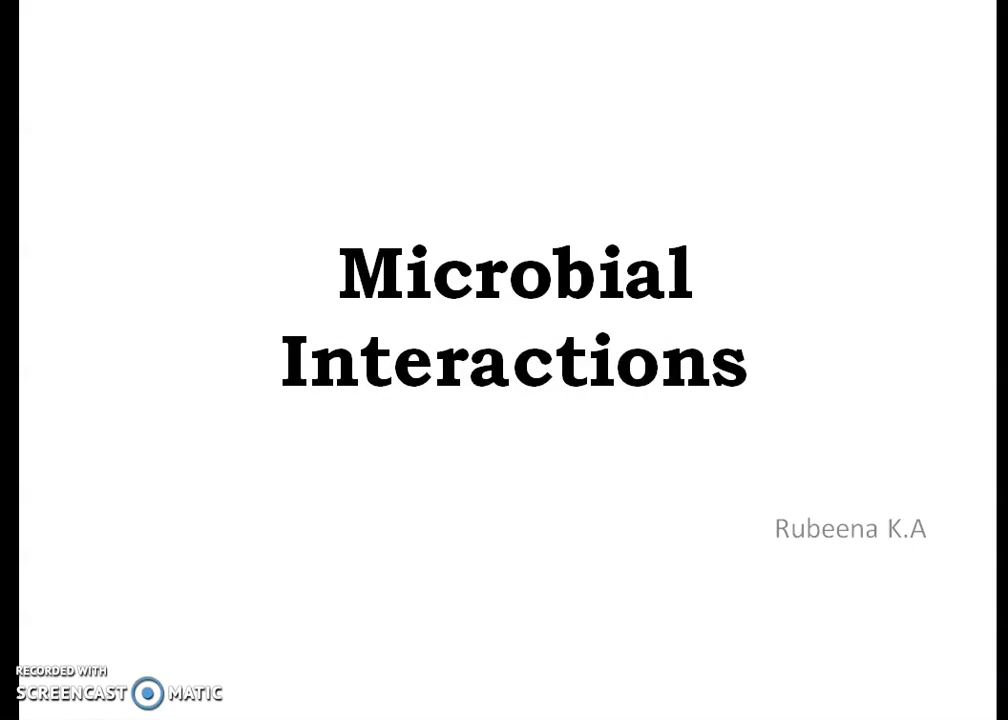 Microbial
Interactions
Rubeena K.A
RECORDED WITH
SCREENCAST MATIC